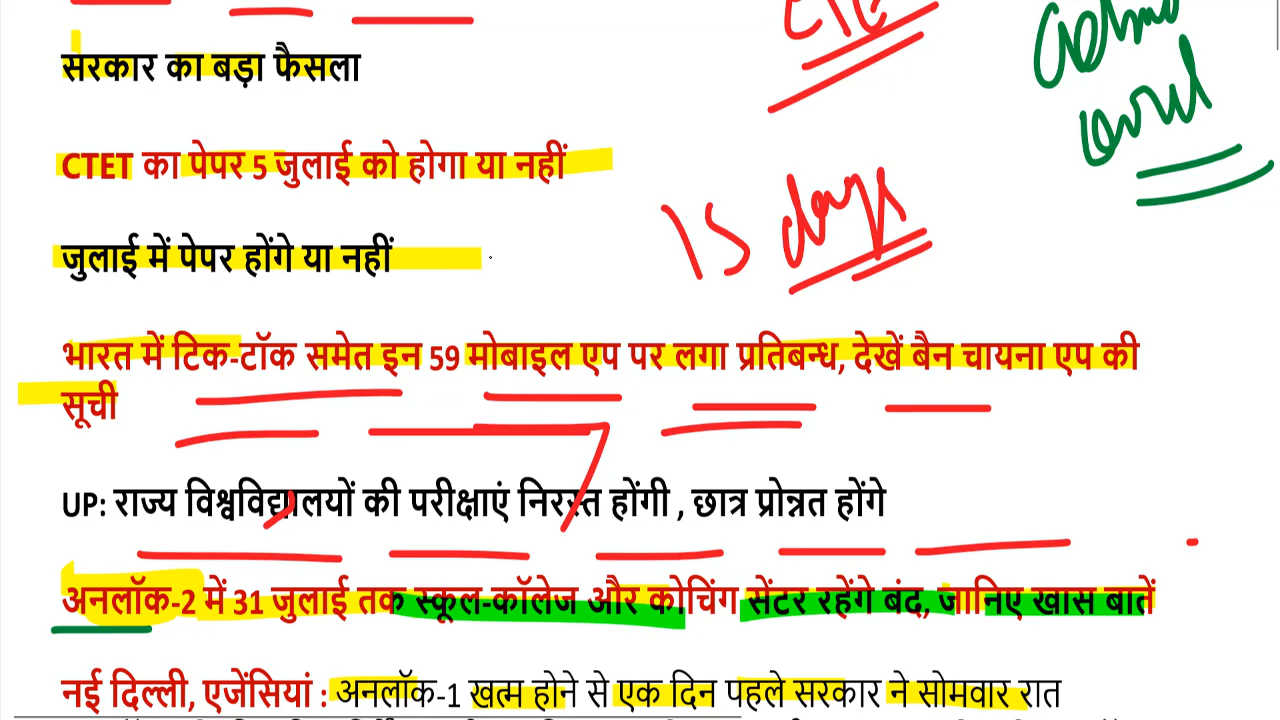 सरकार का बड़ा फैसला
CTET का पेपर 5 जुलाई को होगा या नहीं
15 days
जुलाई में पेपर होंगे या नहीं
भारत में टिक-टॉक समेत इन 59 मोबाइल एप पर लगा प्रतिबन्ध, देखें बैन चायना एप की
सूची
UP: राज्य विश्वविद्यालयों की परीक्षाएं निरस्त होंगी , छात्र प्रोन्नत होंगे
अनलॉक-2 में 31 जुलाई तक स्कूल-कॉलेज और कोचिंग सेंटर रहेंगे बंद, जानिए खास बातें
नई दिल्ली, एजेंसियां : अनलॉक-1 खत्म होने से एक दिन पहले सरकार ने सोमवार रात